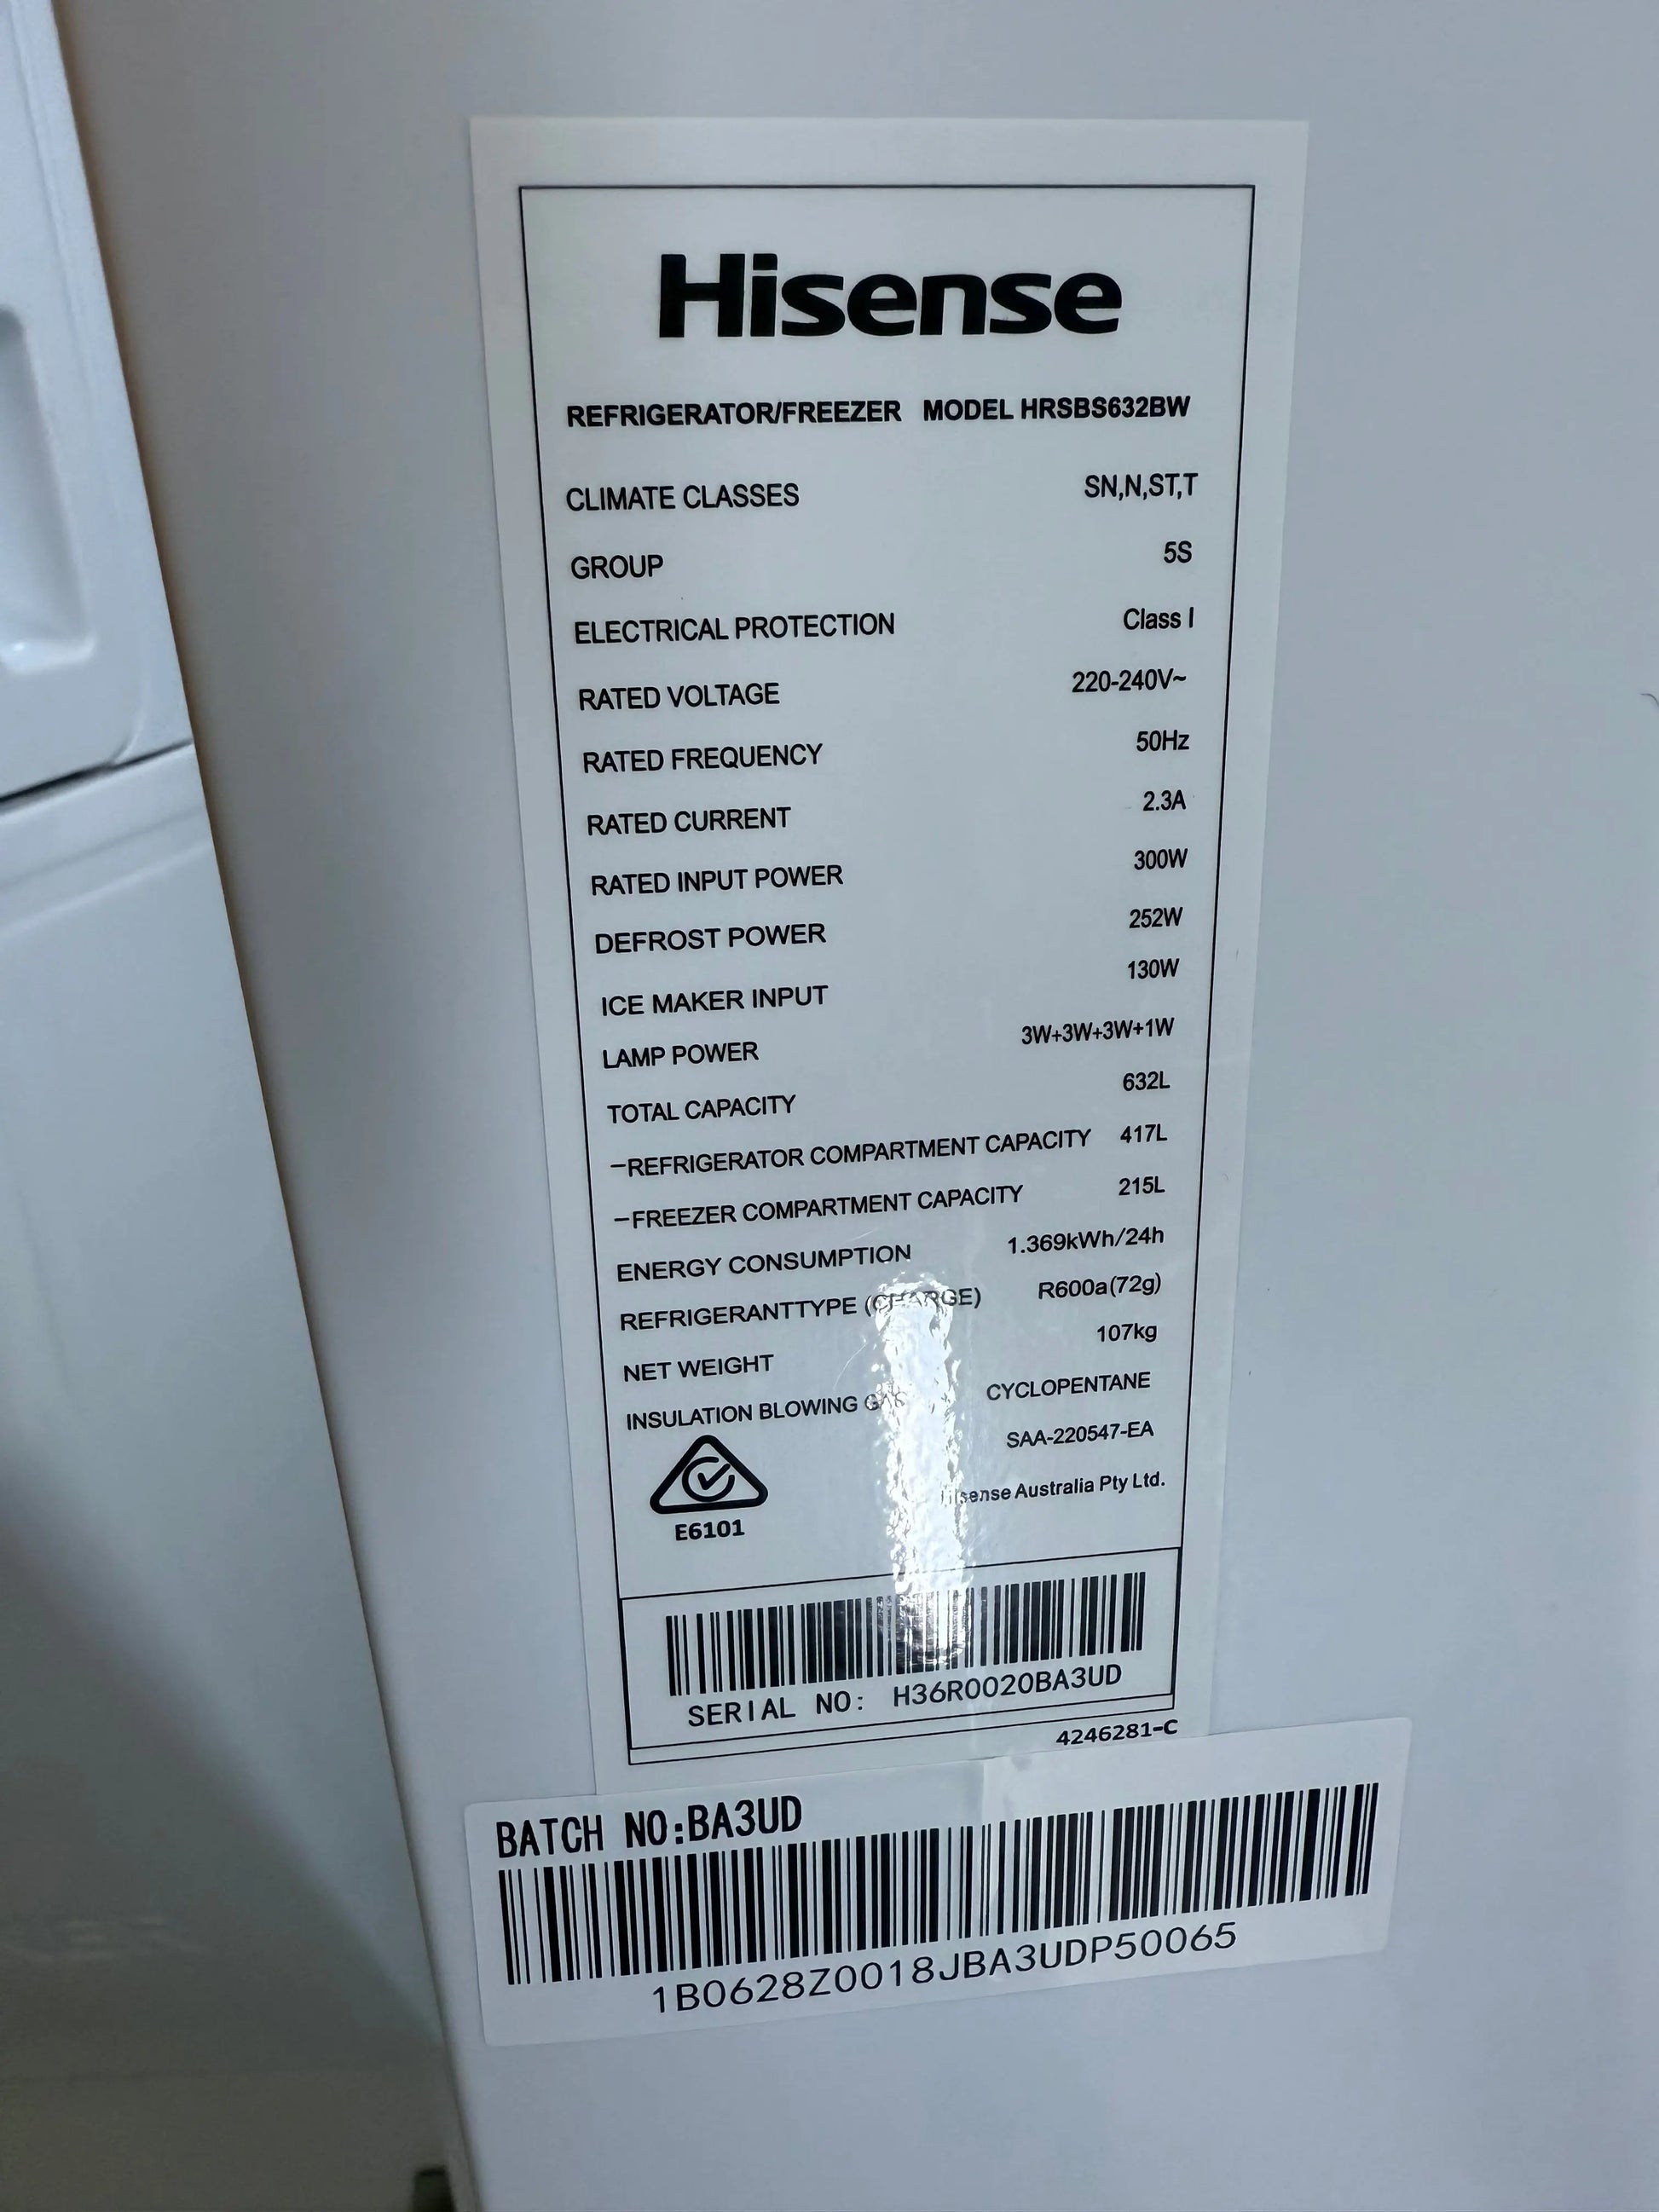 Hisense
REFRIGERATOR/FREEZER MODEL HRSBS632BW
CLIMATE CLASSES SN,N,ST,T
GROUP 5S
ELECTRICAL PROTECTION Class I
RATED VOLTAGE 220-240V~
RATED FREQUENCY 50Hz
RATED CURRENT 2.3A
RATED INPUT POWER 300W
DEFROST POWER 252W
ICE MAKER INPUT 130W
LAMP POWER 3W+3W+3W+1W
TOTAL CAPACITY 632L
-REFRIGERATOR COMPARTMENT CAPACITY 417L
-FREEZER COMPARTMENT CAPACITY 215L
ENERGY CONSUMPTION 1.369kWh/24h
REFRIGERANTTYPE (CHARGE) R600a(72g)
NET WEIGHT 107kg
INSULATION BLOWING GAS CYCLOPENTANE
SAA-220547-EA
Hisense Australia Pty Ltd.
E6101
SERIAL NO: H36R0020BA3UD
4246281-C
BATCH NO:BA3UD
1B0628Z0018JBA3UDP50065